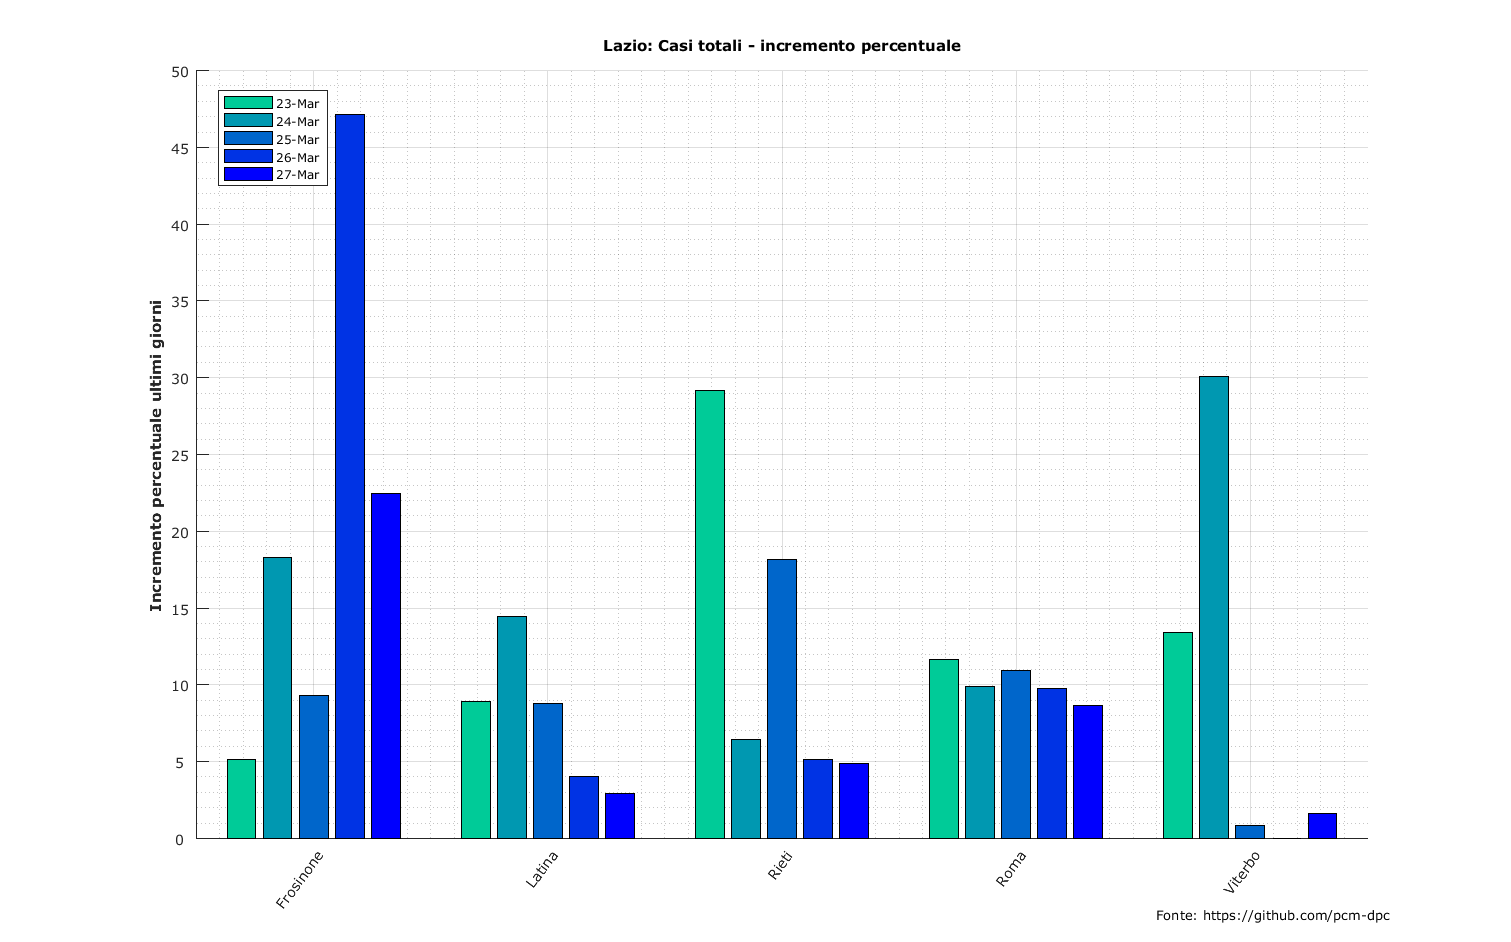 Lazio: Casi totali - incremento percentuale
50
45
40
35
30
25
20
15
10
5
0
Incremento percentuale ultimi giorni
23-Mar
24-Mar
25-Mar
26-Mar
27-Mar
Frosinone
Latina
Rieti
Roma
Viterbo
Fonte: https://github.com/pcm-dpc